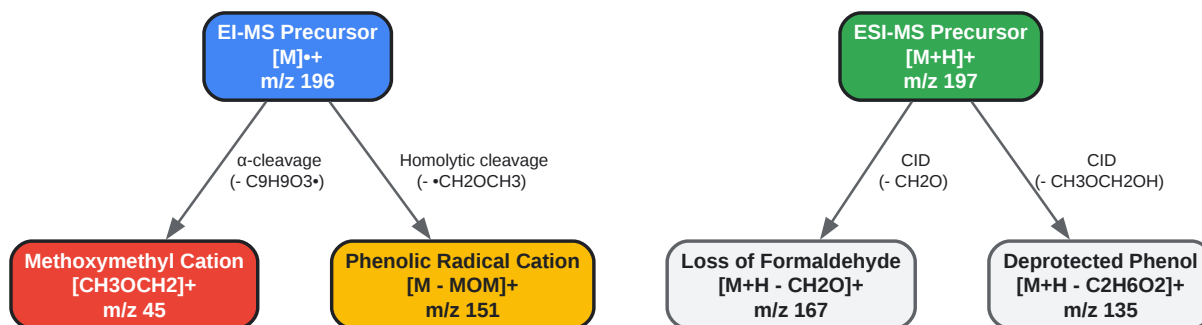 EI-MS Precursor
[M]•+
m/z 196
ESI-MS Precursor
[M+H]+
m/z 197
α-cleavage
(- C9H9O3•)
Homolytic cleavage
(- •CH2OCH3)
CID
(- CH2O)
CID
(- CH3OCH2OH)
Methoxymethyl Cation
[CH3OCH2]+
m/z 45
Phenolic Radical Cation
[M - MOM]+
m/z 151
Loss of Formaldehyde
[M+H - CH2O]+
m/z 167
Deprotected Phenol
[M+H - C2H6O2]+
m/z 135